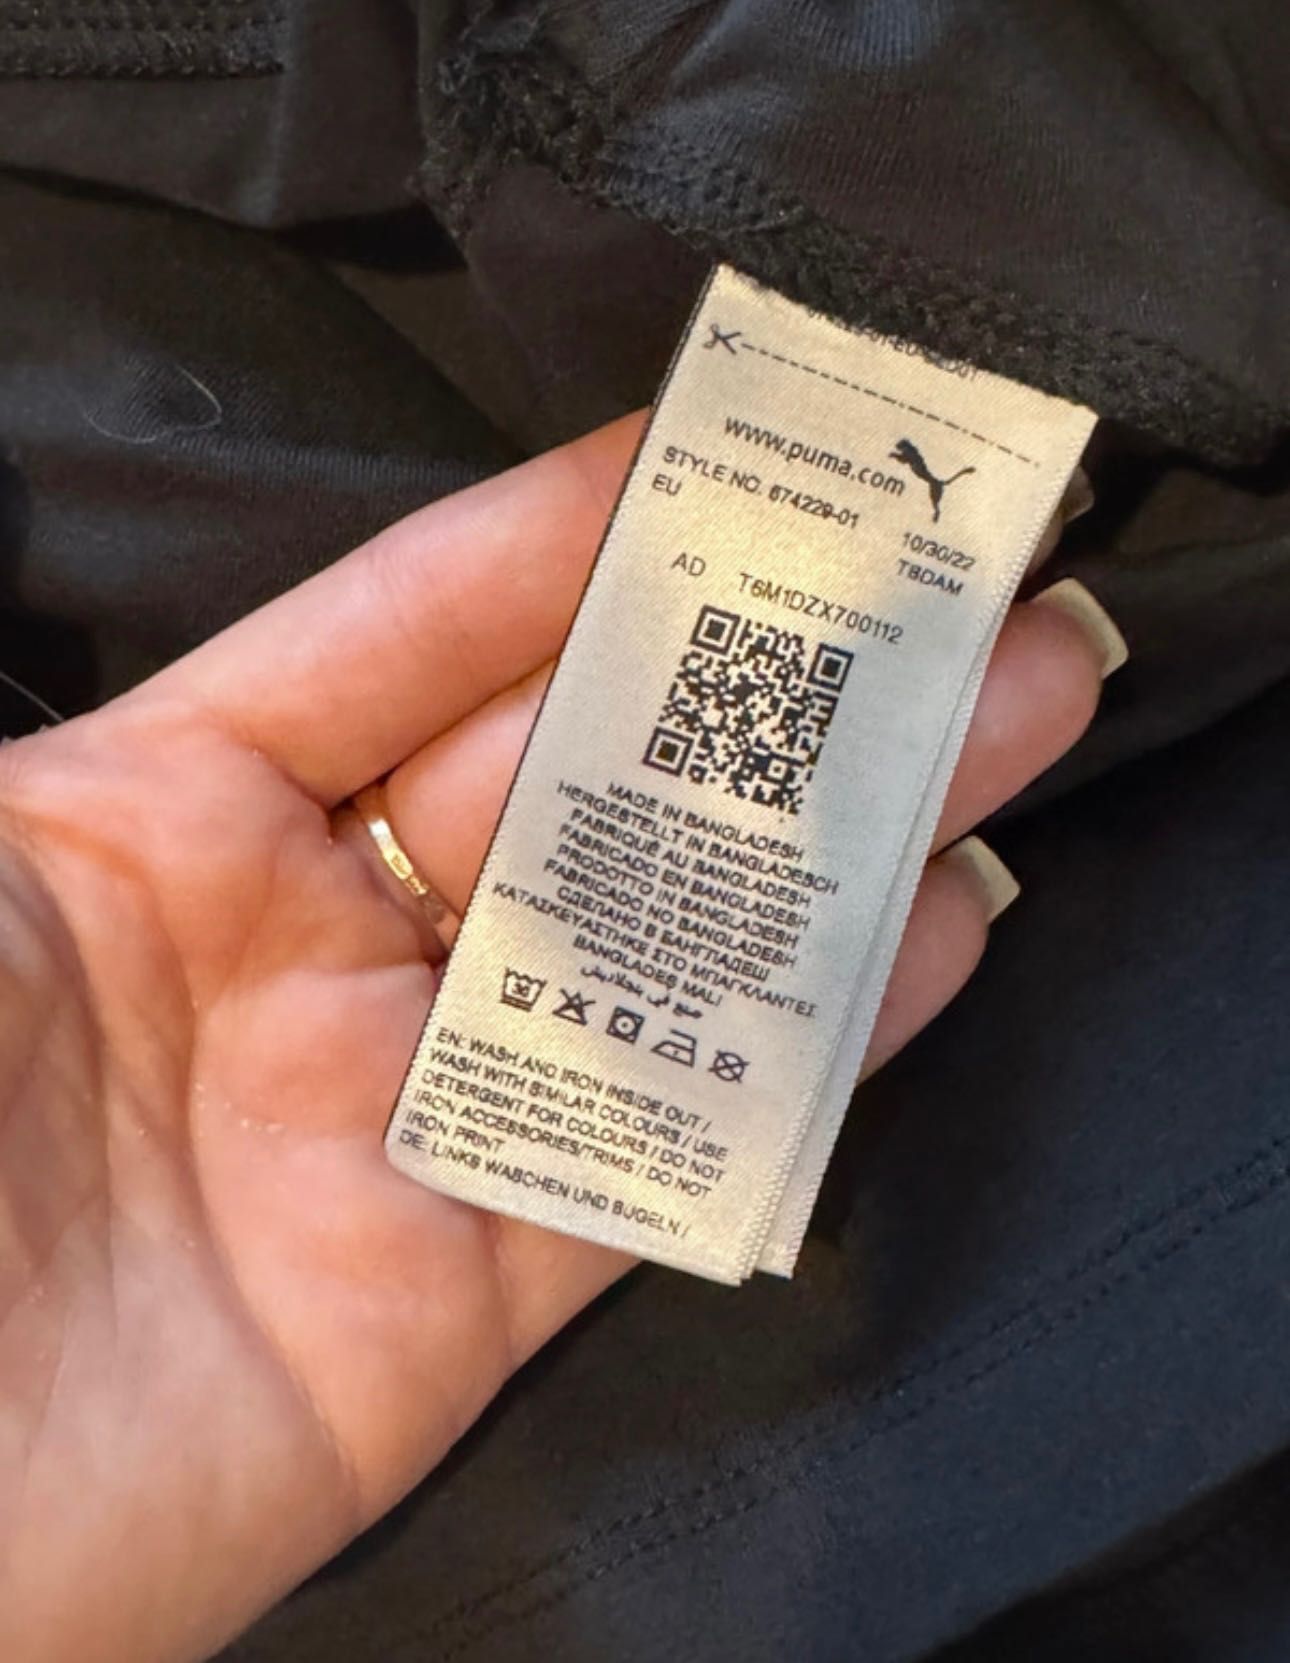 www.puma.com
STYLE NO. 674229-01
EU
10/30/22
TBDAM
AD T6M1DZX700112
MADE IN BANGLADESH
HERGESTELLT IN BANGLADESCH
FABRIQUÉ AU BANGLADESH
FABRICADO EN BANGLADESH
PRODOTTO IN BANGLADESH
FABRICADO NO BANGLADESH
СДЕЛАНО В БАНГЛАДЕШ
ΚΑΤΑΣΚΕΥΑΣΤΗΚΕ ΣΤΟ ΜΠΑΓΚΛΑΝΤΕΣ
BANGLADEŞ MALI
صنع في بنجلاديش
30
EN: WASH AND IRON INSIDE OUT /
WASH WITH SIMILAR COLOURS / USE
DETERGENT FOR COLOURS / DO NOT
IRON ACCESSORIES/TRIMS / DO NOT
IRON PRINT
DE: LINKS WASCHEN UND BÜGELN /